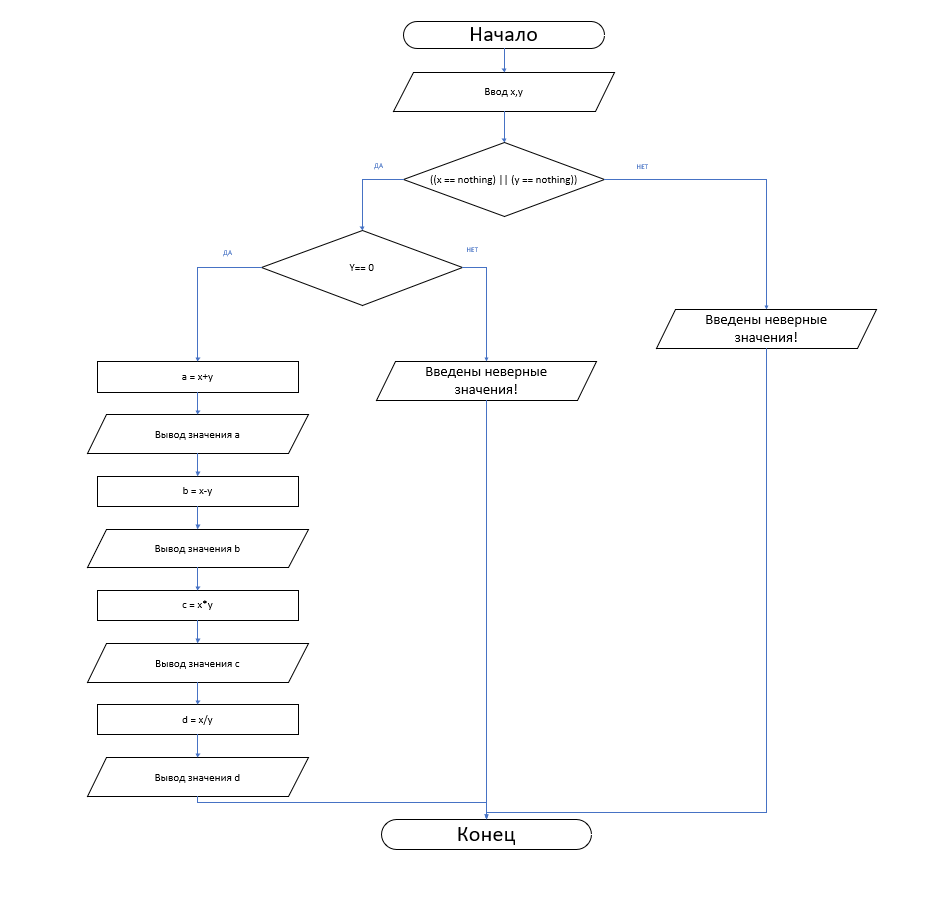 Начало
Ввод x,y
ДА
((x == nothing) || (y == nothing))
НЕТ
ДА
Y== 0
НЕТ
Введены неверные
значения!
a = x+y
Введены неверные
значения!
Вывод значения a
b = x-y
Вывод значения b
c = x*y
Вывод значения c
d = x/y
Вывод значения d
Конец